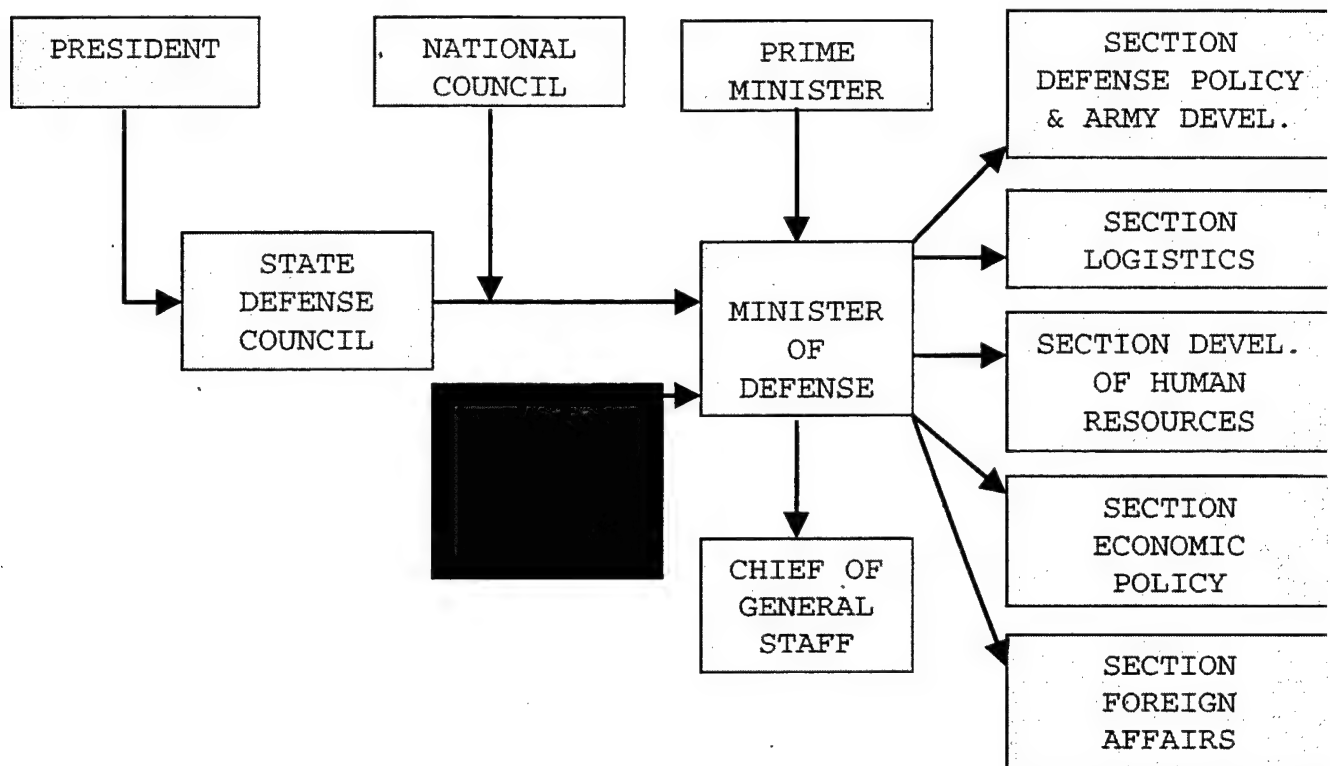 PRESIDENT
NATIONAL
COUNCIL
PRIME
MINISTER
SECTION
DEFENSE POLICY
& ARMY DEVEL.
SECTION
LOGISTICS
STATE
DEFENSE
COUNCIL
MINISTER
OF
DEFENSE
SECTION DEVEL.
OF HUMAN
RESOURCES
SECTION
ECONOMIC
POLICY
CHIEF OF
GENERAL
STAFF
SECTION
FOREIGN
AFFAIRS